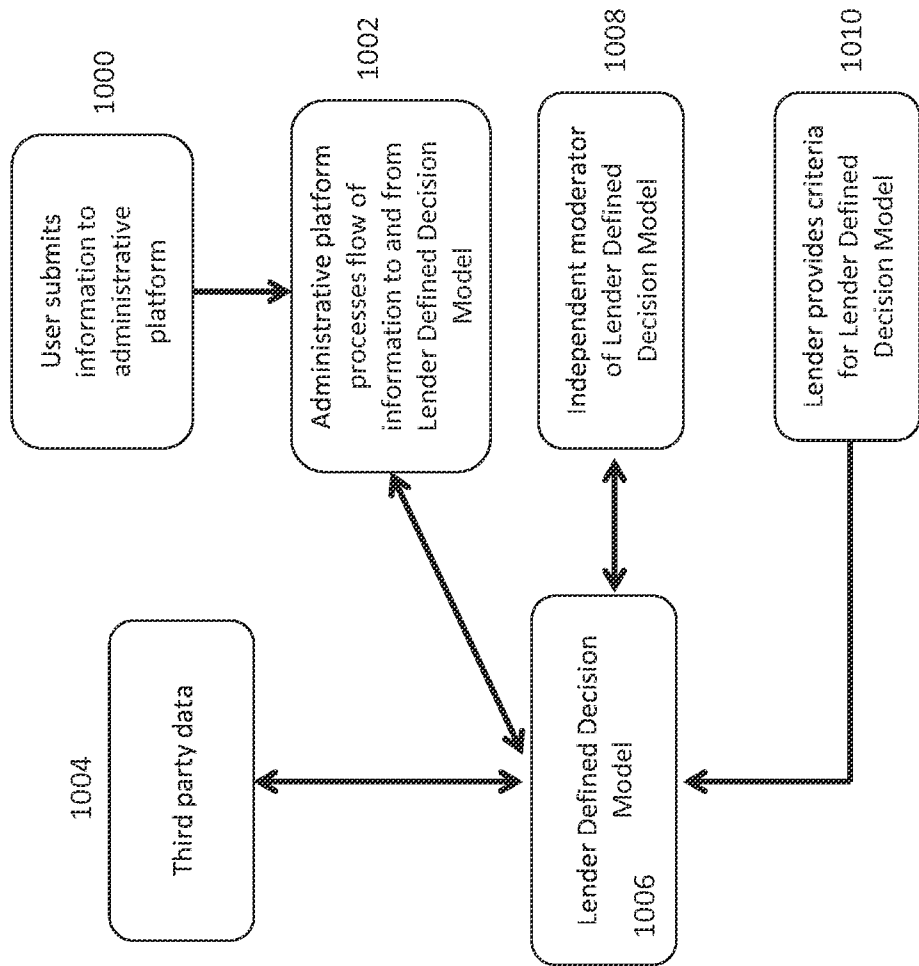 1000
User submits
information to
administrative
platform
1002
Administrative platform
processes flow of
information to and from
Lender Defined Decision
Model
1004
Third party data
Lender Defined Decision
Model
1006
Independent moderator
of Lender Defined
Decision Model
1008
Lender provides criteria
for Lender Defined
Decision Model
1010